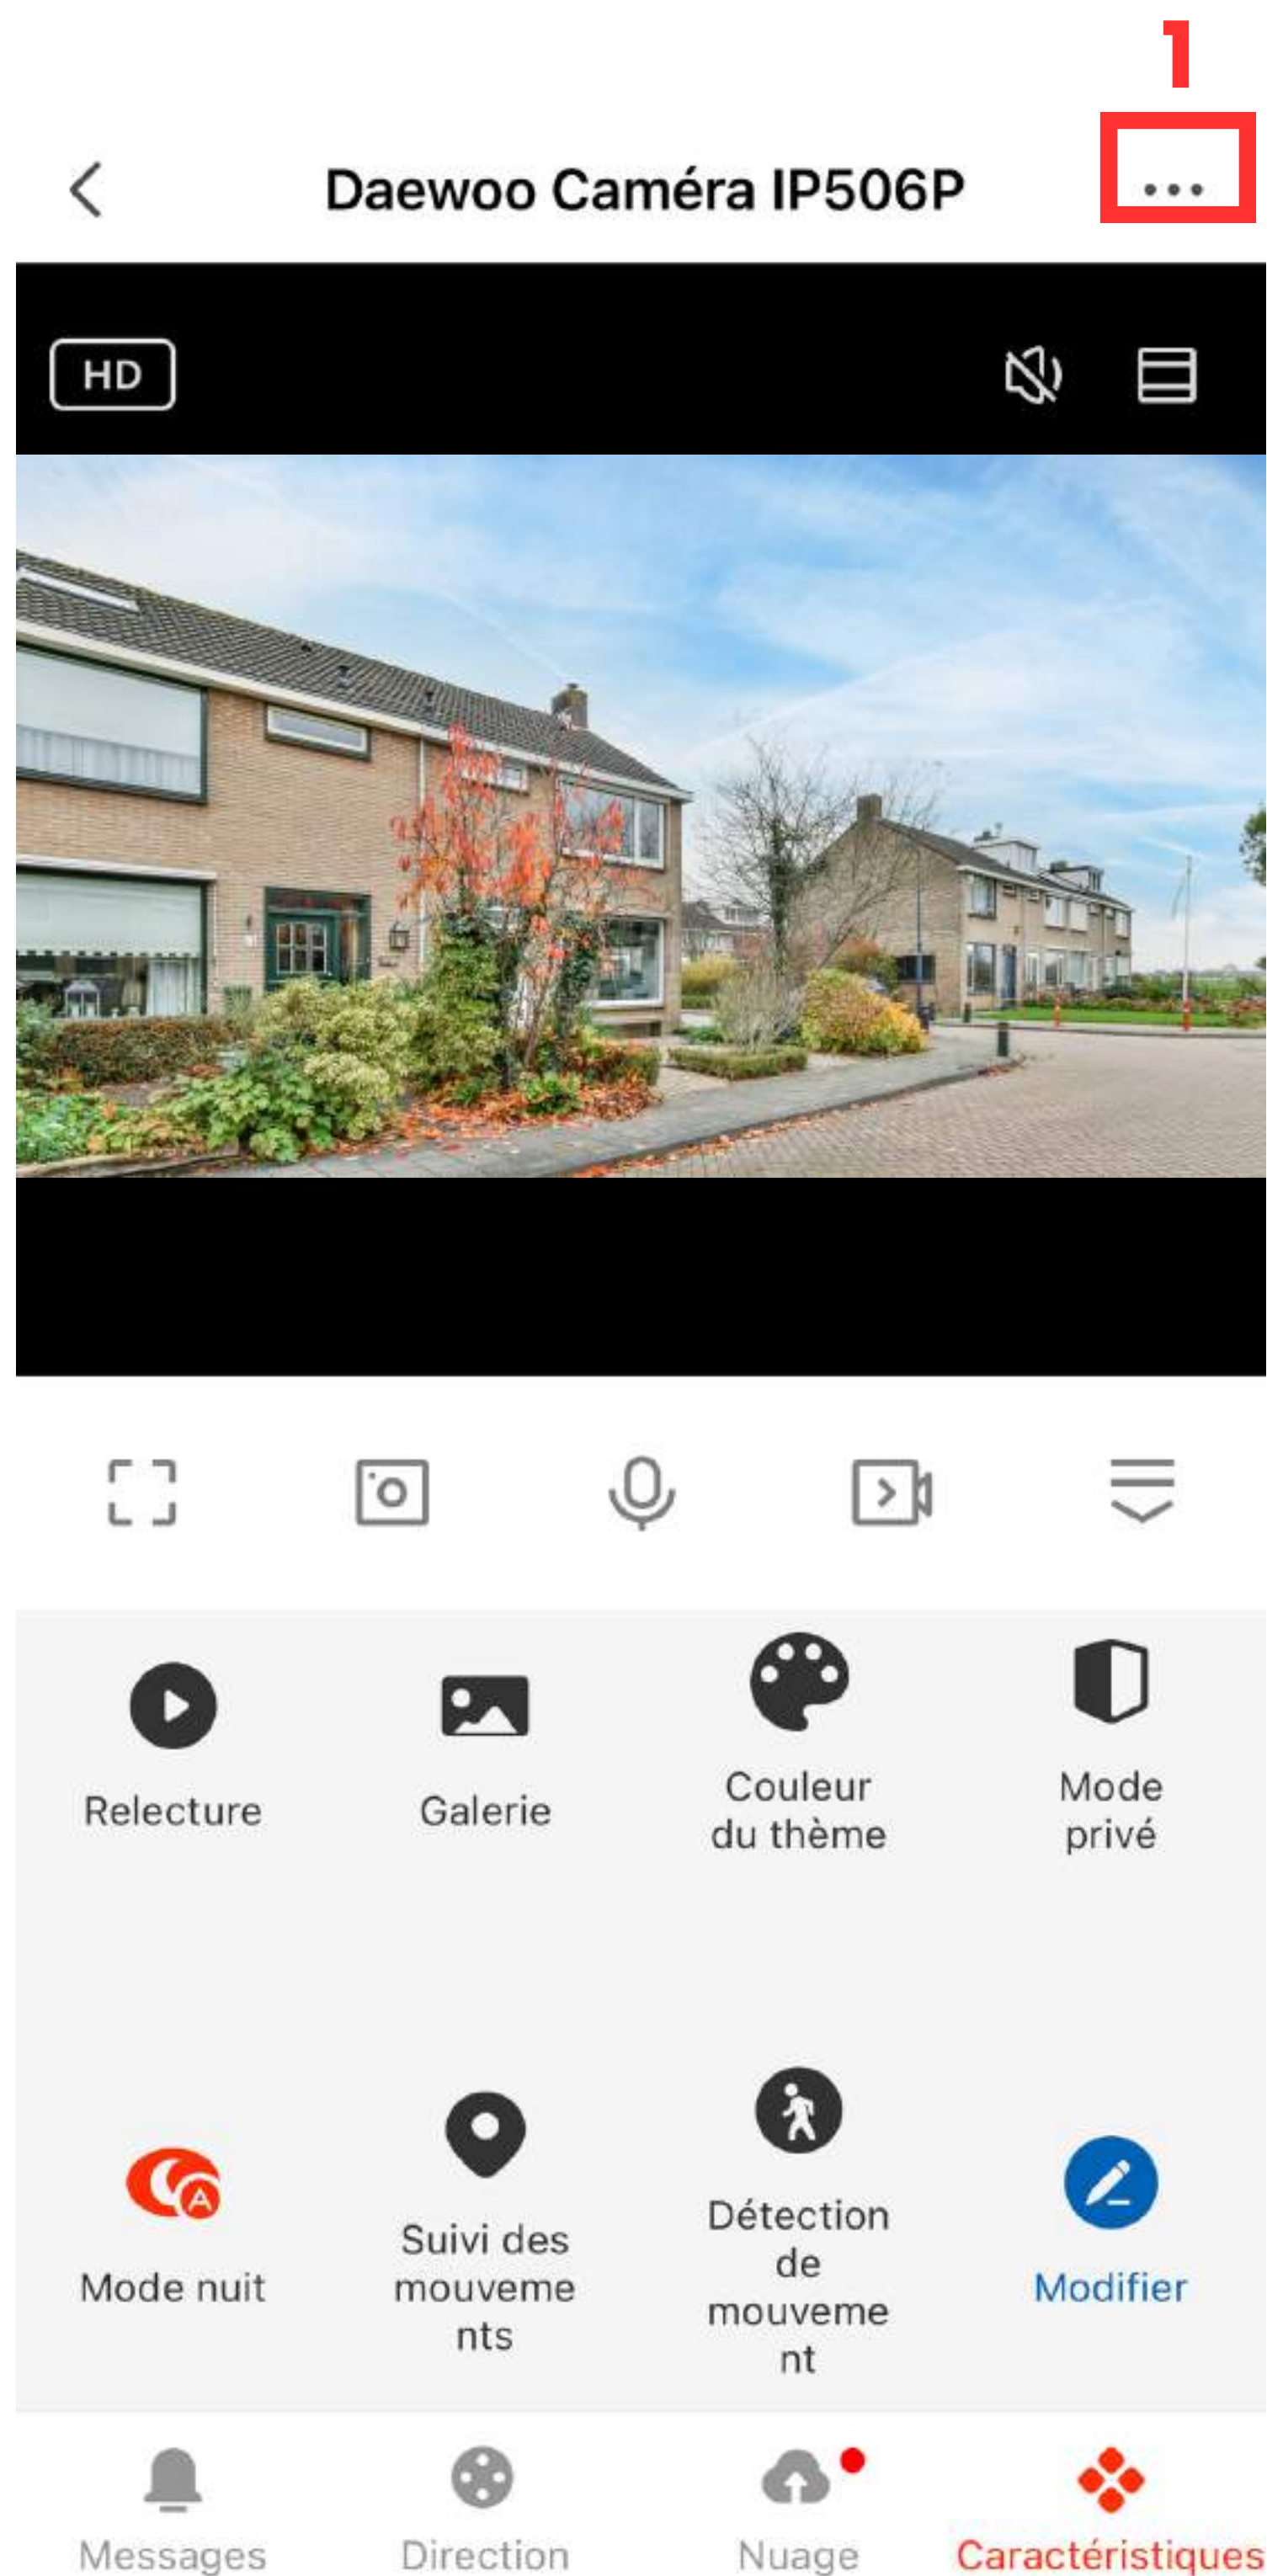 1
Daewoo Caméra IP506P
HD
Relecture
Galerie
Couleur
du thème
Mode
privé
Mode nuit
Suivi des
mouveme
nts
Détection
de
mouveme
nt
Modifier
Messages
Direction
Nuage
Caractéristiques